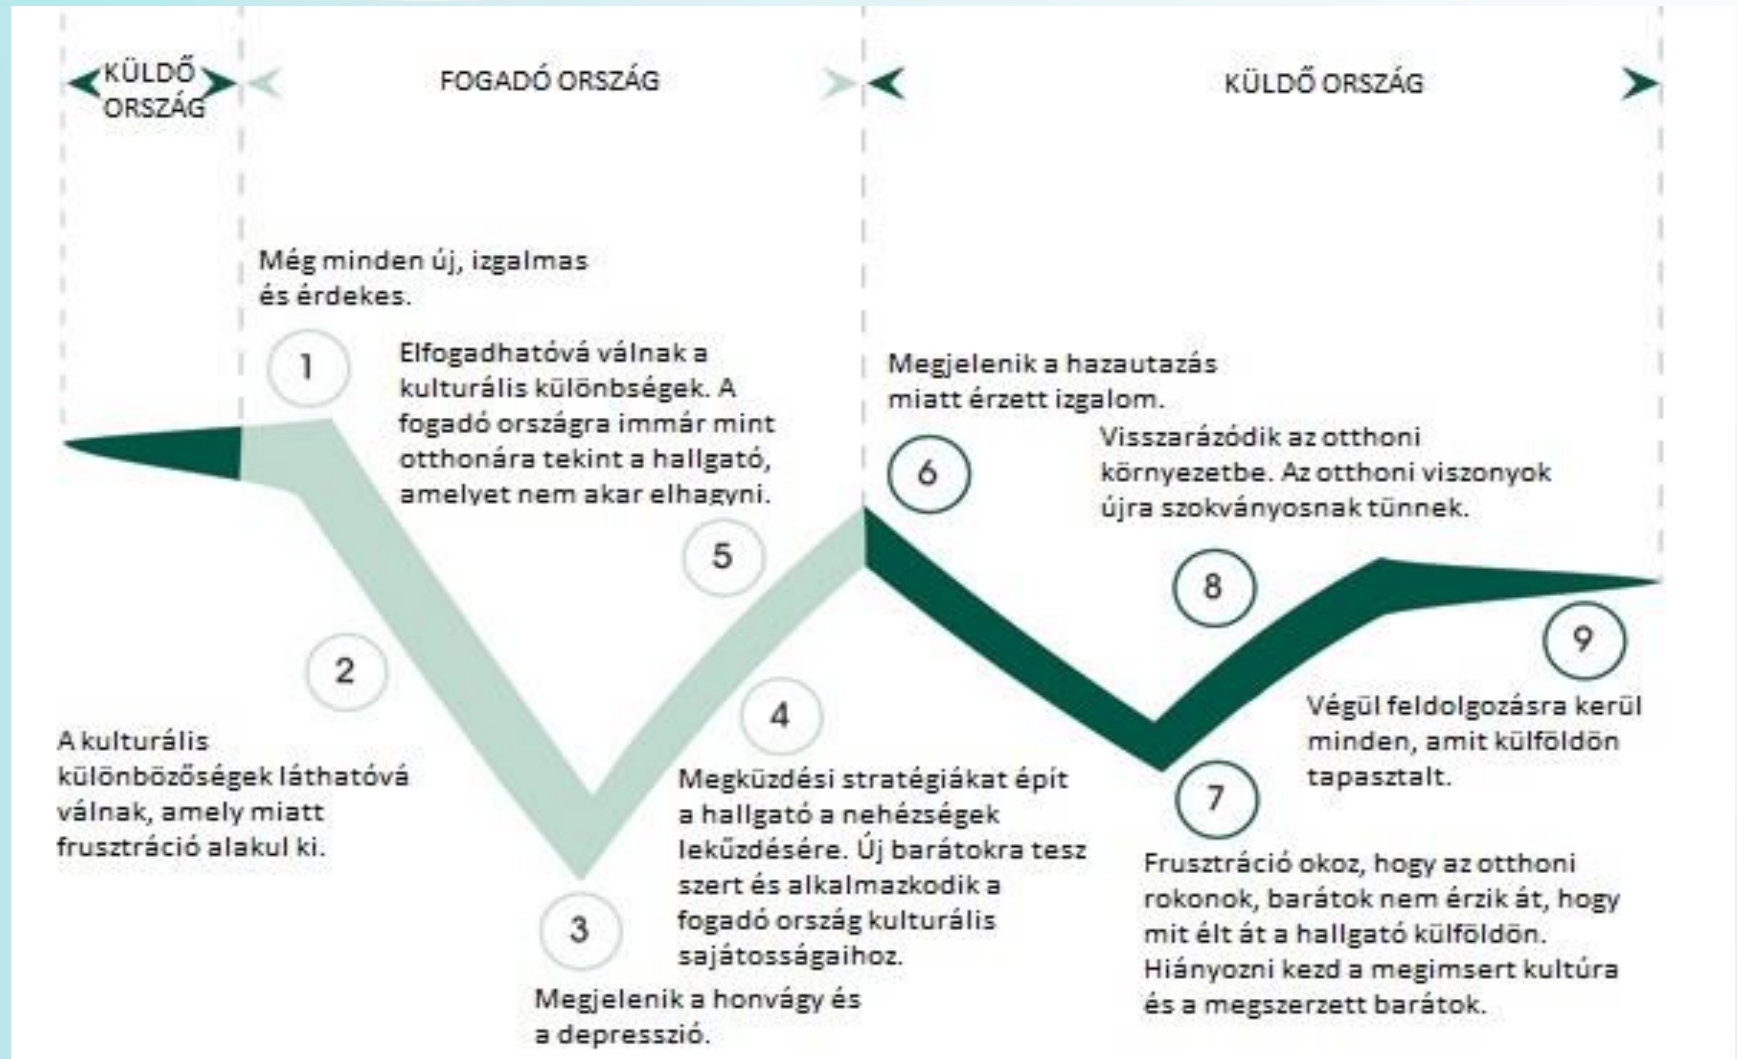 KÜLDŐ
ORSZÁG
FOGADÓ ORSZÁG
KÜLDŐ ORSZÁG
Még minden új, izgalmas
és érdekes.
1
Elfogadhatóvá válnak a
kulturális különbségek. A
fogadó országra immár mint
otthonára tekint a hallgató,
amelyet nem akar elhagyni.
5
2
A kulturális
különbözőségek láthatóvá
válnak, amely miatt
frusztráció alakul ki.
3
Megjelenik a honvágy és
a depresszió.
4
Megküzdési stratégiákat épít
a hallgató a nehézségek
lekűzdésére. Új barátokra tesz
szert és alkalmazkodik a
fogadó ország kulturális
sajátosságaihoz.
Megjelenik a hazautazás
miatt érzett izgalom.
6
Visszarázódik az otthoni
környezetbe. Az otthoni viszonyok
újra szokványosnak tünnek.
8
7
Frusztráció okoz, hogy az otthoni
rokonok, barátok nem érzik át, hogy
mit élt át a hallgató külföldön.
Hiányozni kezd a megimsert kultúra
és a megszerzett barátok.
9
Végül feldolgozásra kerül
minden, amit külföldön
tapasztalt.